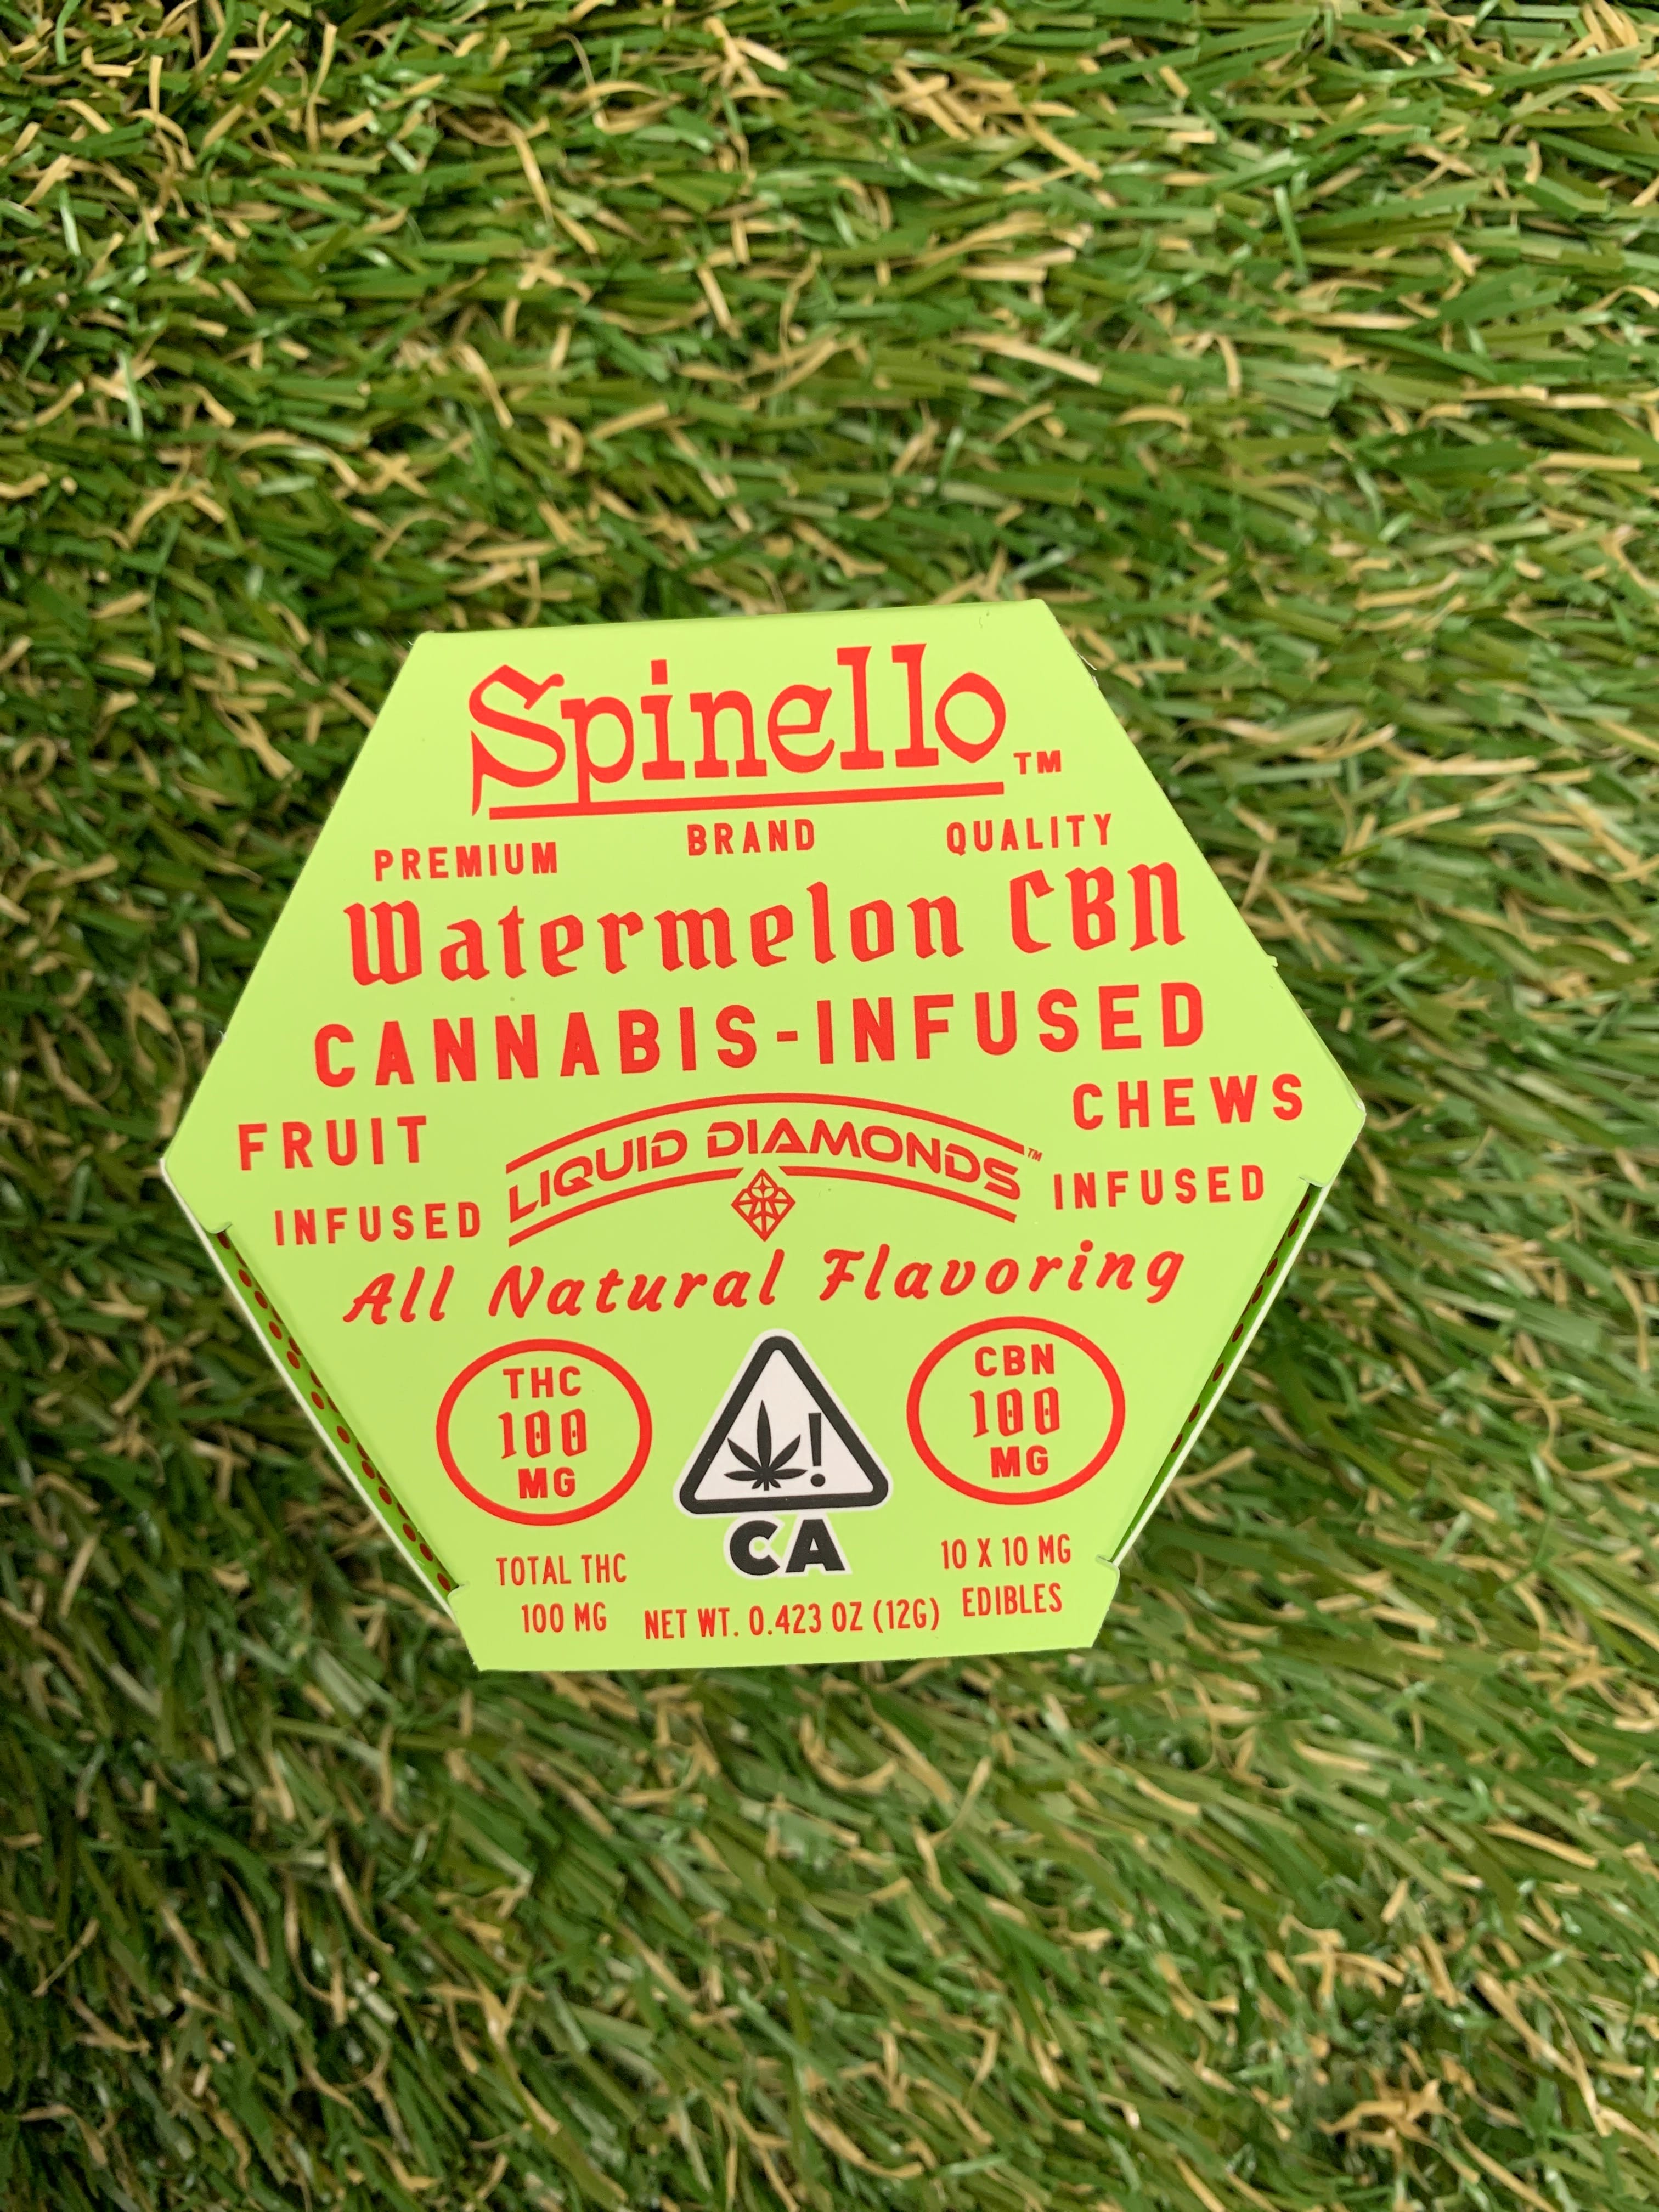 Spinello™
PREMIUM BRAND QUALITY
Watermelon CBN
CANNABIS-INFUSED
FRUIT CHEWS
INFUSED LIQUID DIAMONDS™ INFUSED
All Natural Flavoring
THC
100
MG
!
CA
CBN
100
MG
TOTAL THC
100 MG
NET WT. 0.423 OZ (12G)
10 X 10 MG
EDIBLES